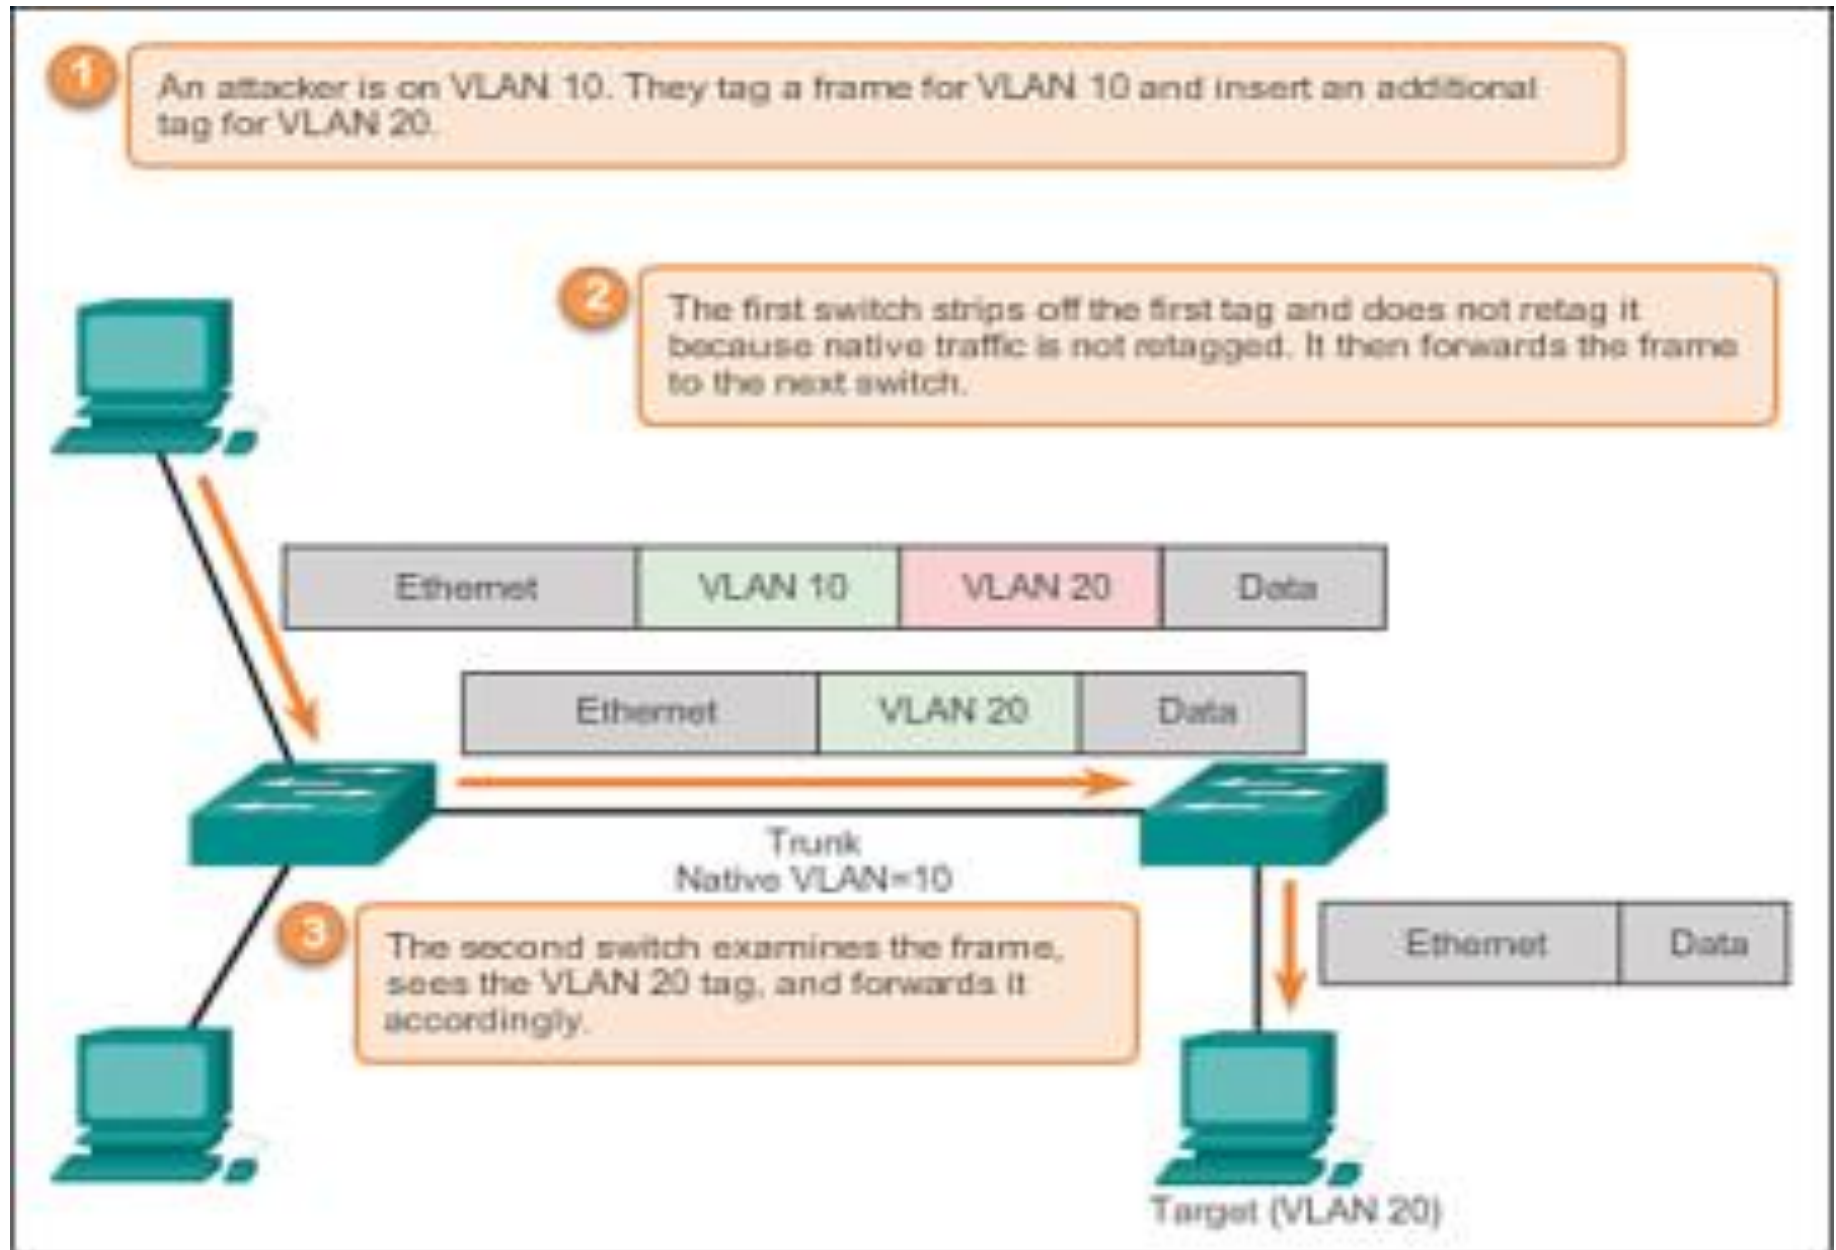 1
An attacker is on VLAN 10. They tag a frame for VLAN 10 and insert an additional
tag for VLAN 20.
2
The first switch strips off the first tag and does not retag it
because native traffic is not retagged. It then forwards the frame
to the next switch.
Ethernet VLAN 10 VLAN 20 Data
Ethernet VLAN 20 Data
Trunk
Native VLAN=10
3
The second switch examines the frame,
sees the VLAN 20 tag, and forwards it
accordingly.
Ethernet Data
Target (VLAN 20)